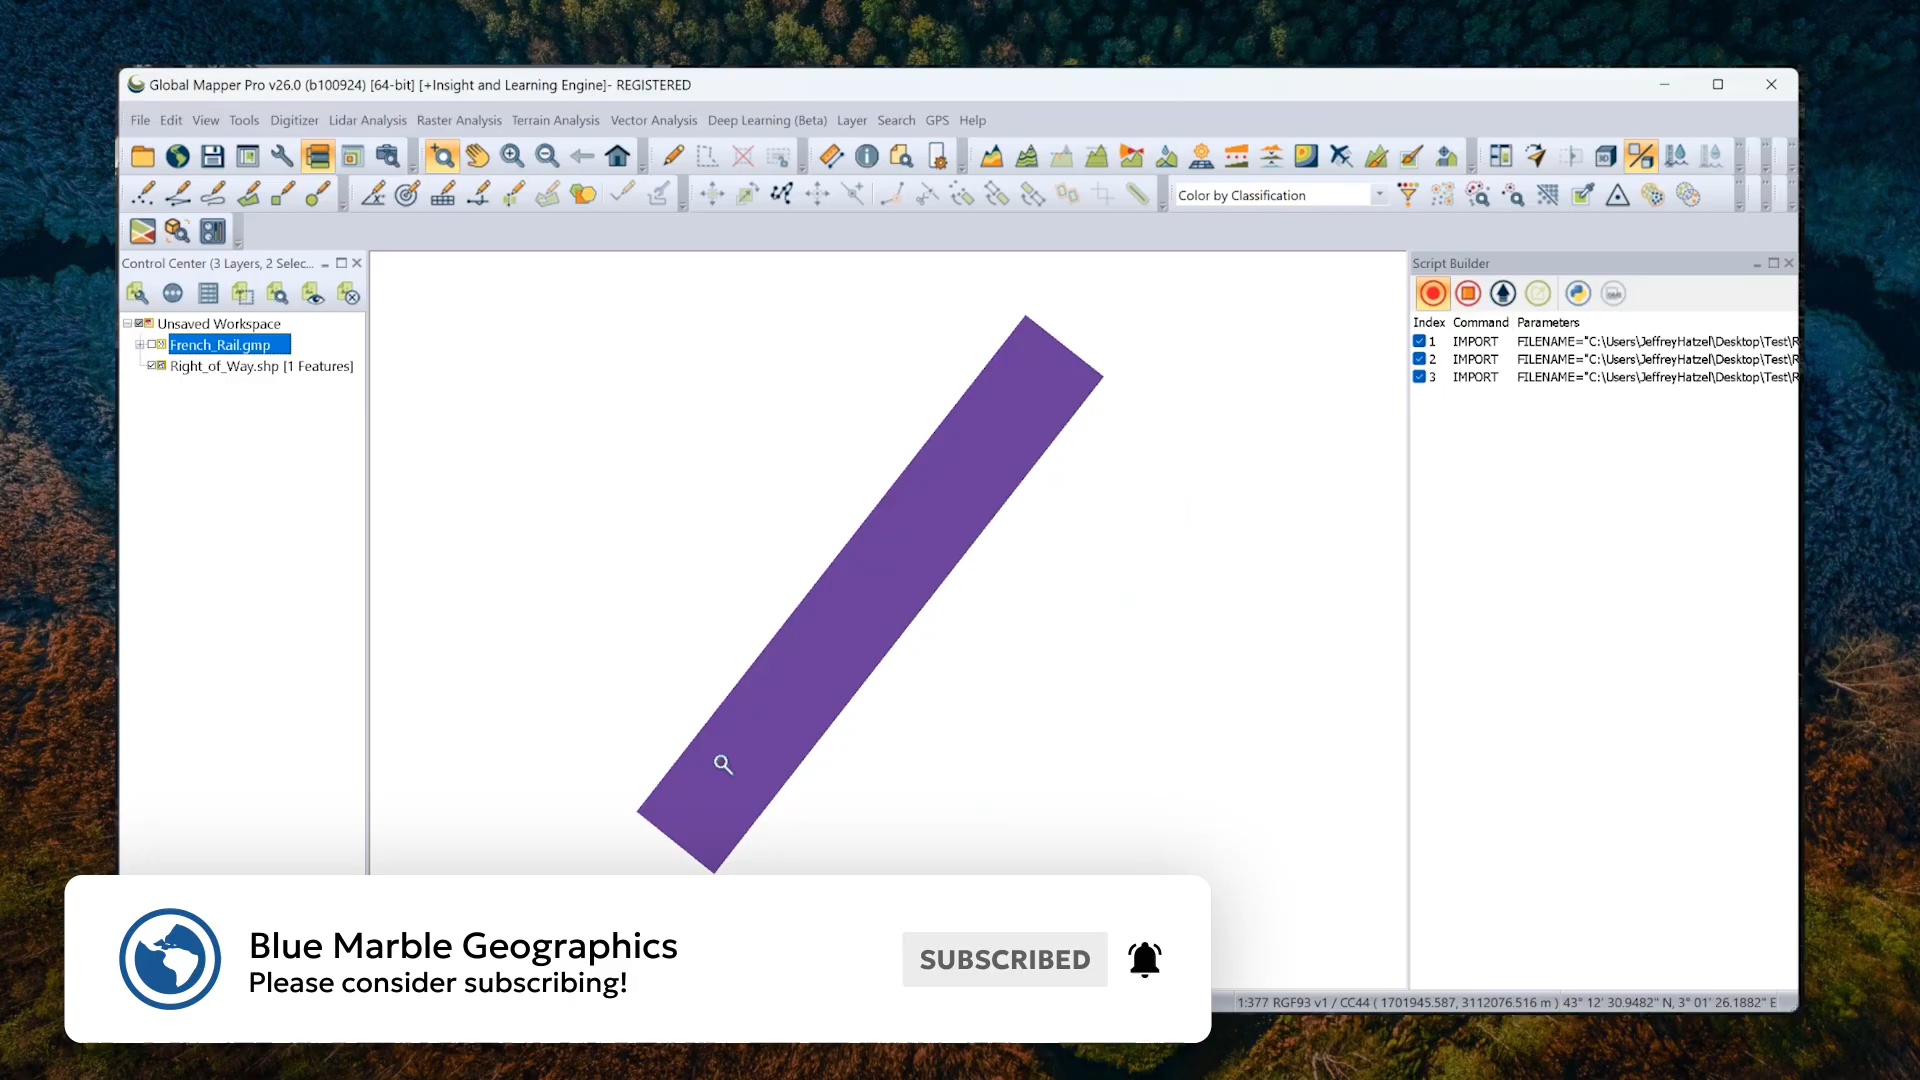 Global Mapper Pro v26.0 (b100924) [64-bit] [+Insight and Learning Engine]- REGISTERED
File Edit View Tools Digitizer Lidar Analysis Raster Analysis Terrain Analysis Vector Analysis Deep Learning (Beta) Layer Search GPS Help
Color by Classification
Control Center (3 Layers, 2 Selec...
Unsaved Workspace
French_Rail.gmp
Right_of_Way.shp [1 Features]
Script Builder
Index Command Parameters
1 IMPORT FILENAME="C:\Users\JeffreyHatzel\Desktop\Test\R
2 IMPORT FILENAME="C:\Users\JeffreyHatzel\Desktop\Test\R
3 IMPORT FILENAME="C:\Users\JeffreyHatzel\Desktop\Test\R
Blue Marble Geographics
Please consider subscribing!
SUBSCRIBED
1:377 RGF93 v1 / CC44 ( 1701945.587, 3112076.516 m ) 43° 12' 30.9482" N, 3° 01' 26.1882" E